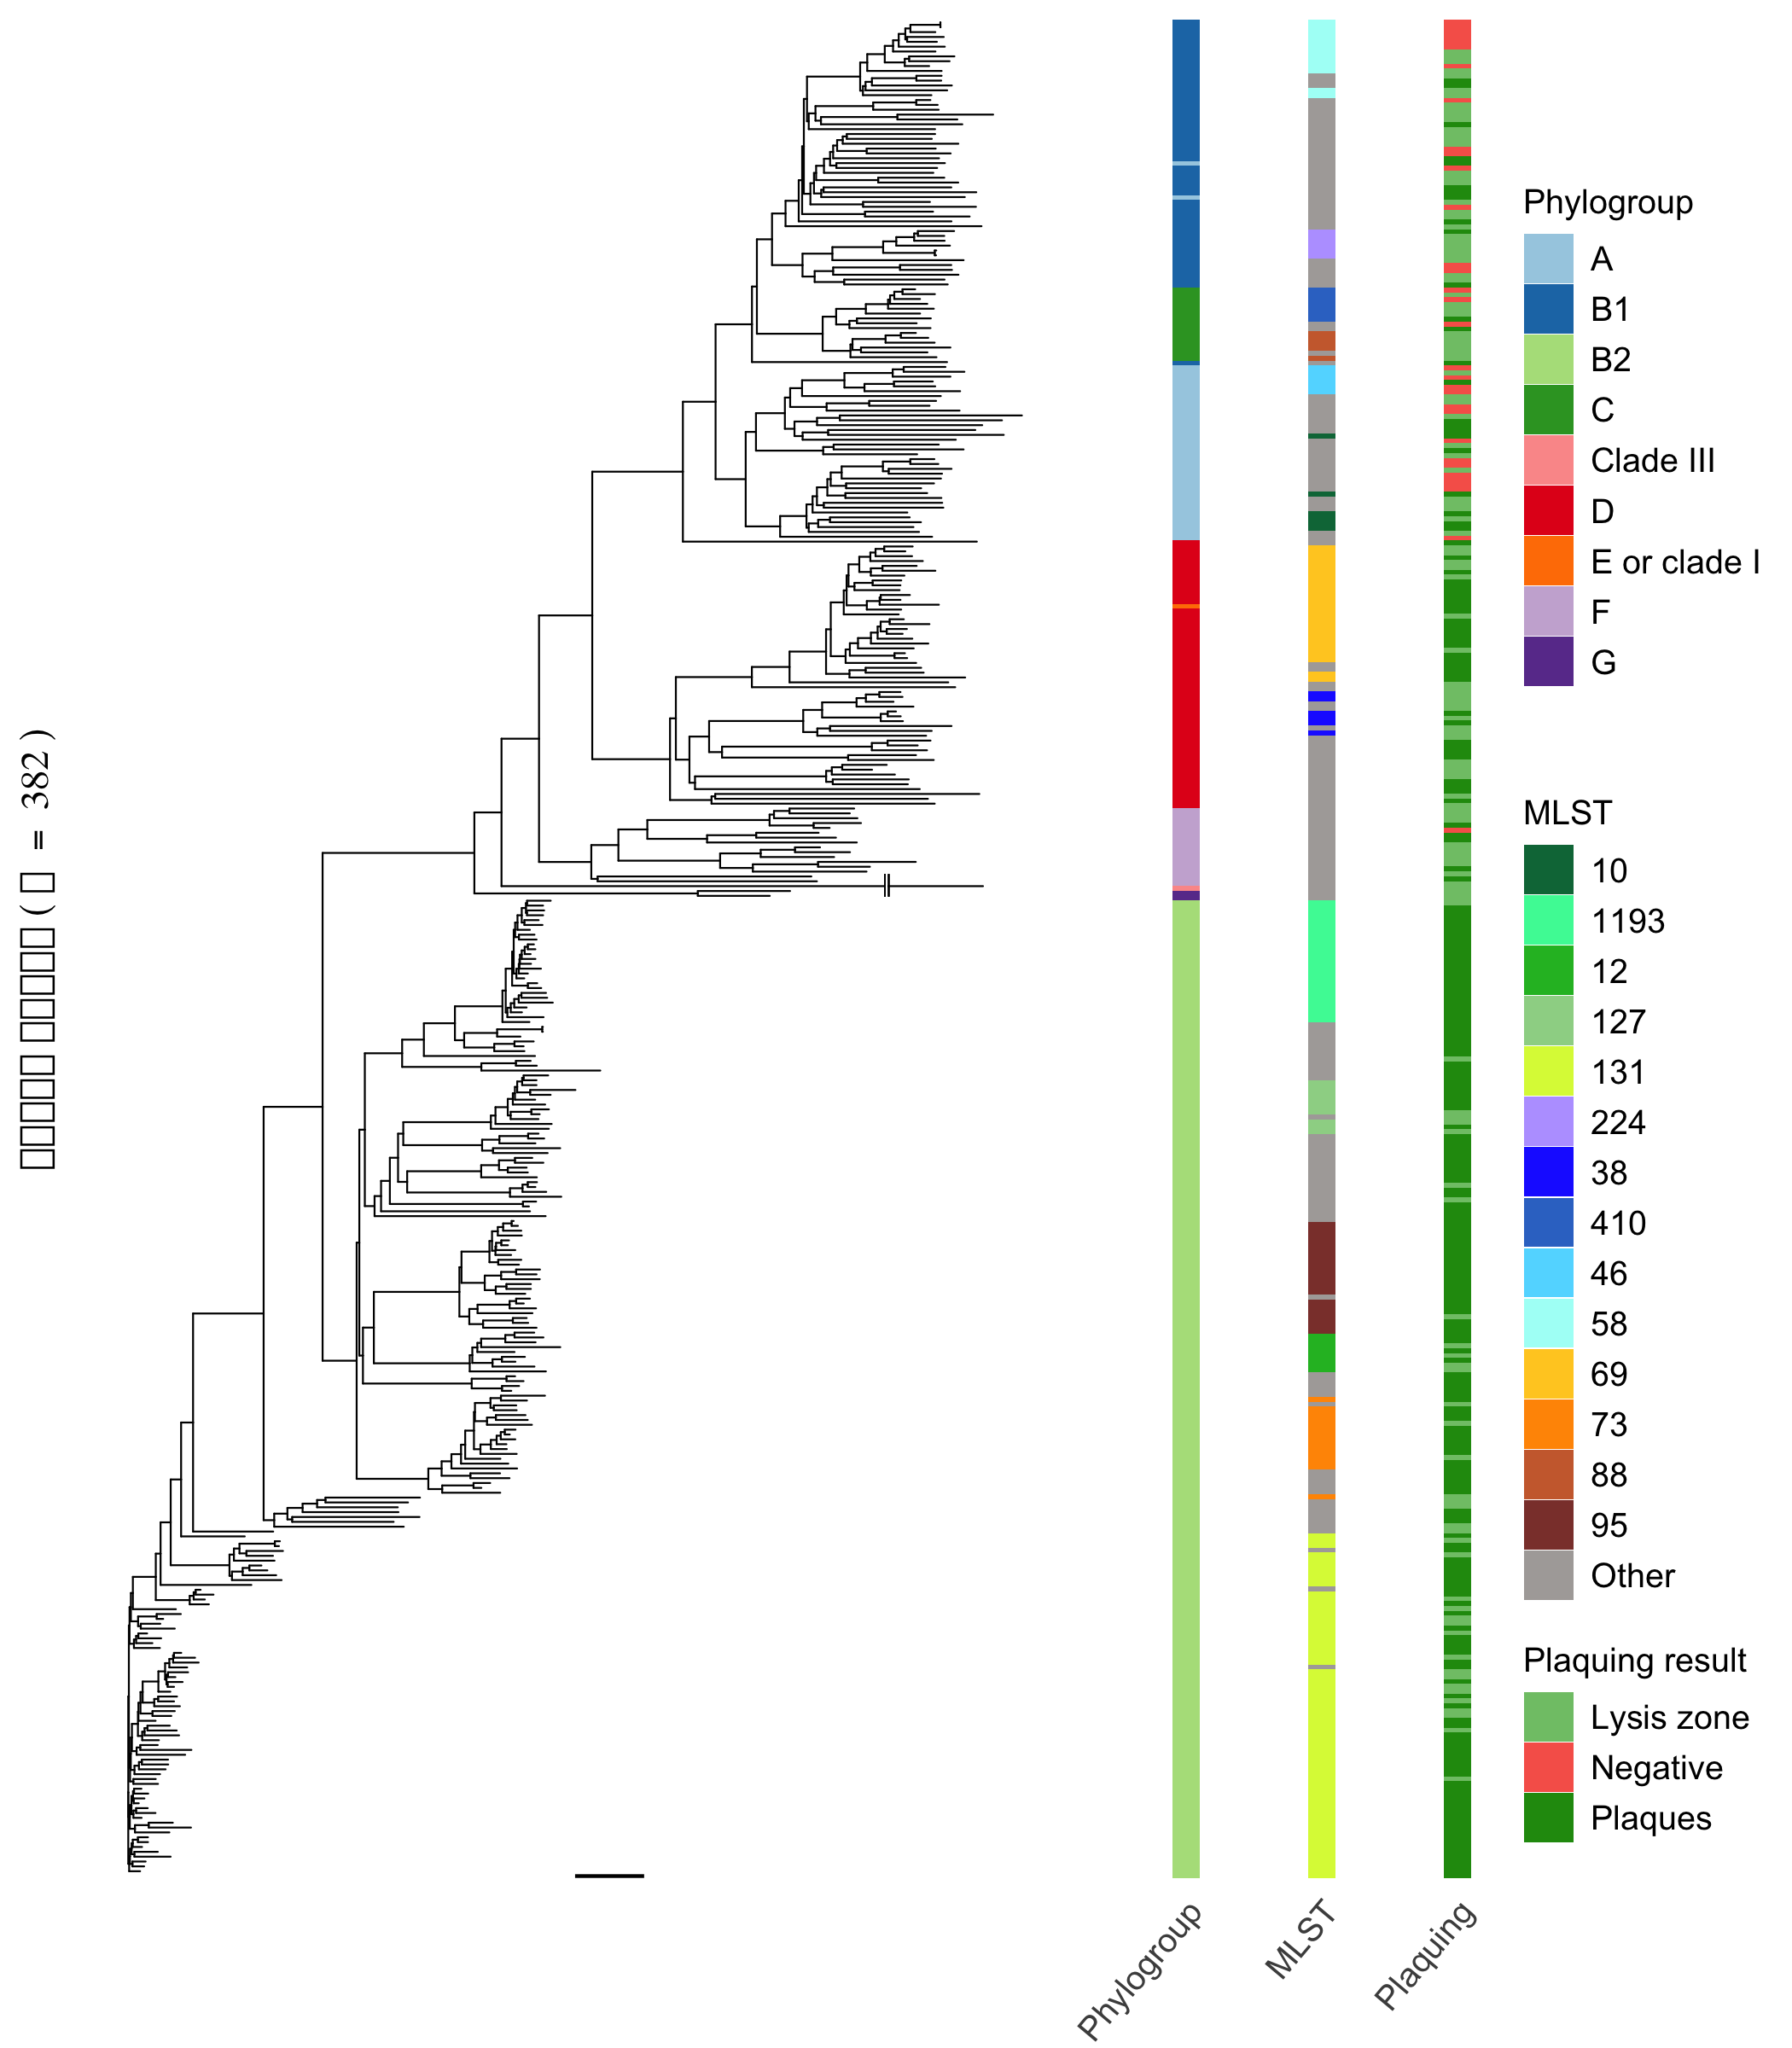 ( = 382 )
Phylogroup
A
B1
B2
C
Clade III
D
E or clade I
F
G
MLST
10
1193
12
127
131
224
38
410
46
58
69
73
88
95
Other
Plaquing result
Lysis zone
Negative
Plaques
Phylogroup
MLST
Plaquing